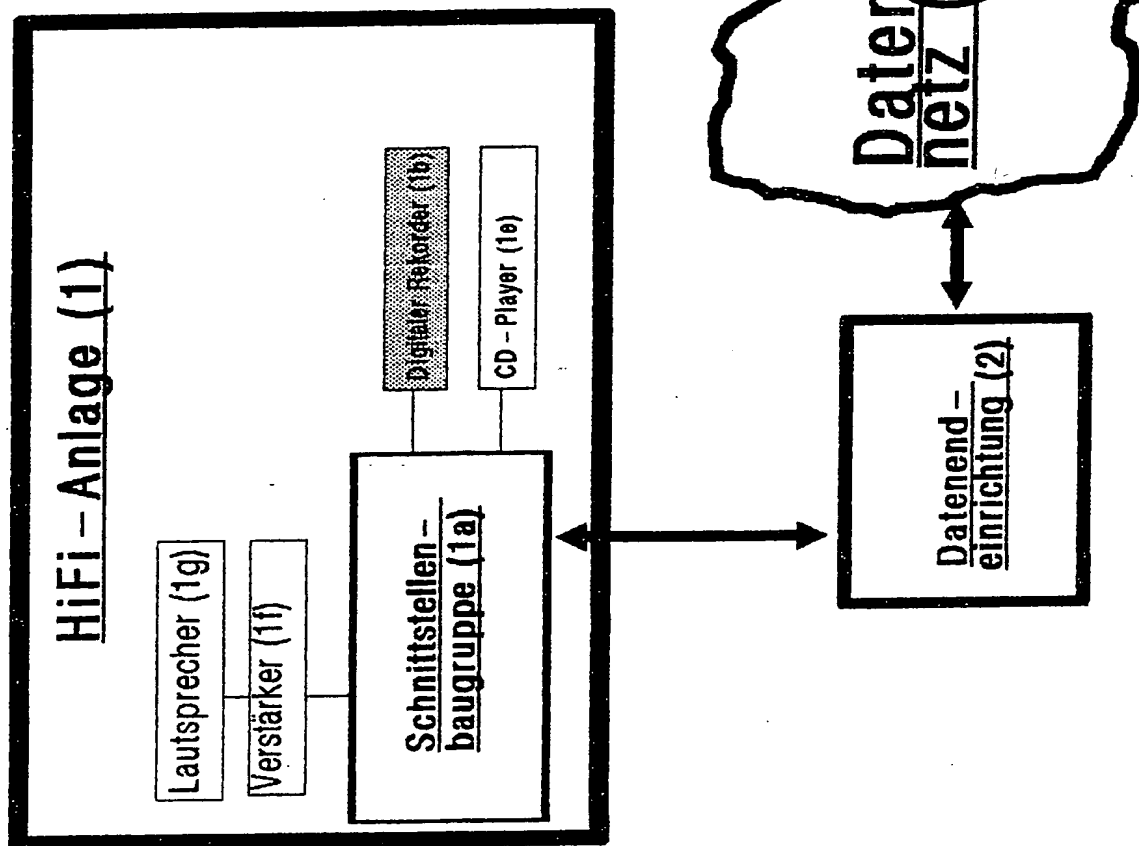 HiFi–Anlage (1)
Lautsprecher (1g)
Verstärker (1f)
Digitaler Rekorder (1b)
CD–Player (1e)
Schnittstellen–
baugruppe (1a)
Datenend–
einrichtung (2)
Daten
netz